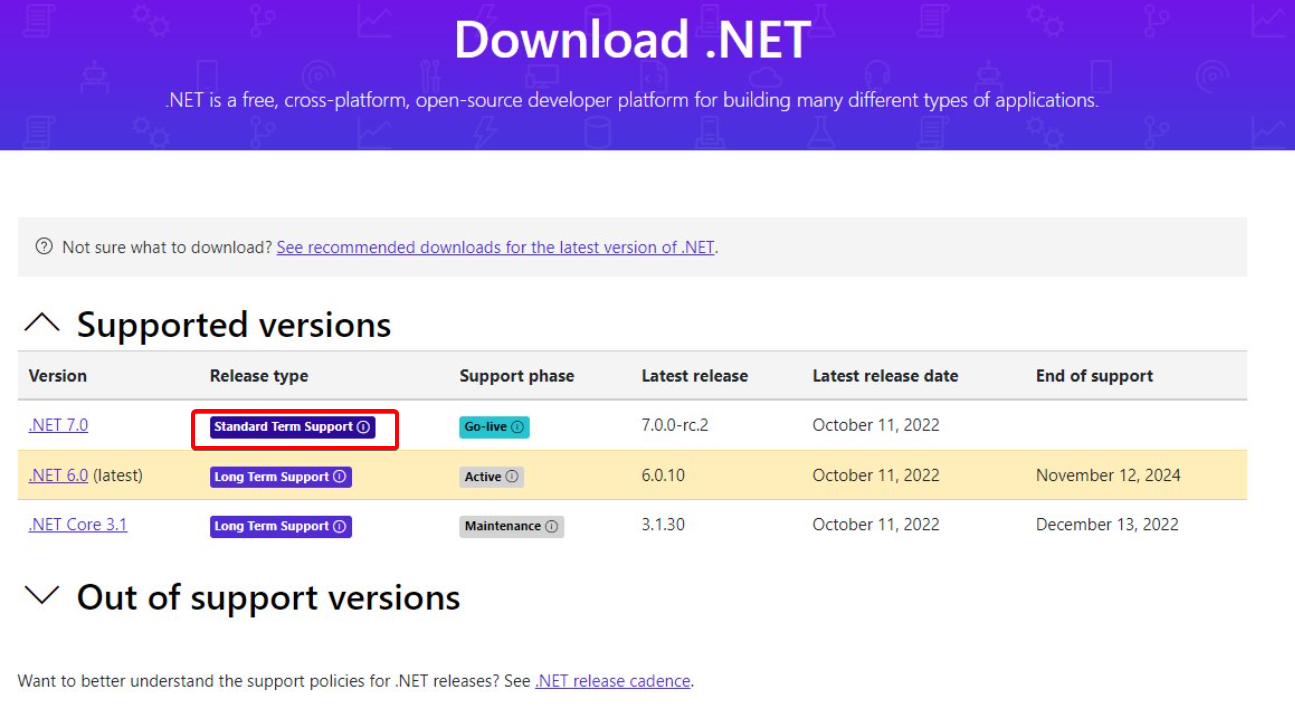 Download .NET
.NET is a free, cross-platform, open-source developer platform for building many different types of applications.
Not sure what to download? See recommended downloads for the latest version of .NET.
Supported versions
Version Release type Support phase Latest release Latest release date End of support
.NET 7.0 Standard Term Support Go-live 7.0.0-rc.2 October 11, 2022
.NET 6.0 (latest) Long Term Support Active 6.0.10 October 11, 2022 November 12, 2024
.NET Core 3.1 Long Term Support Maintenance 3.1.30 October 11, 2022 December 13, 2022
Out of support versions
Want to better understand the support policies for .NET releases? See .NET release cadence.